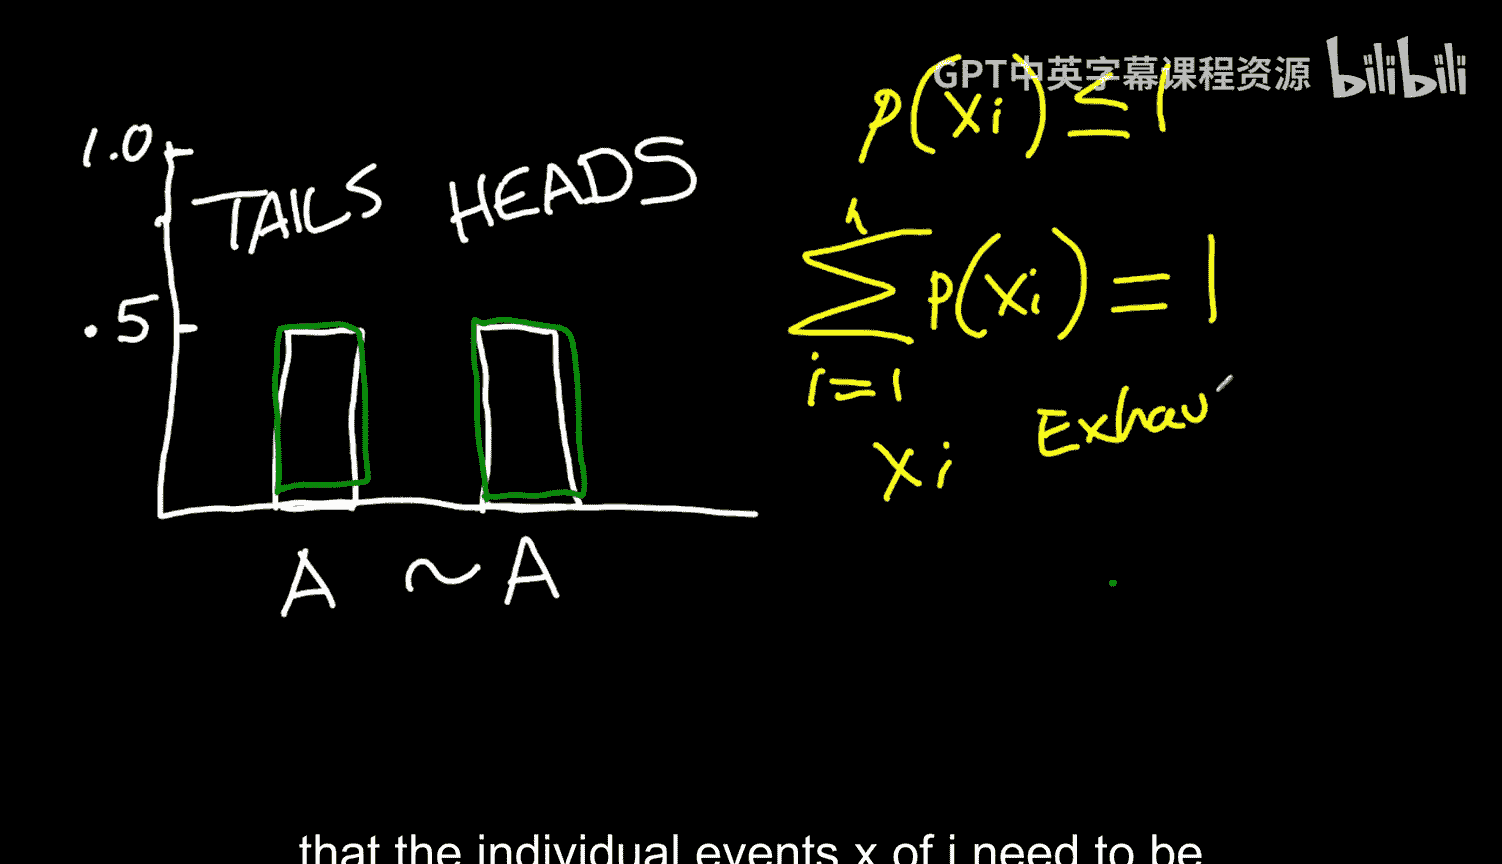 GPT中英字幕课程资源 bilibili
1.0
TAILS HEADS
.5
A ~A
p(xi) ≤ 1
n
∑ p(xi) = 1
i=1
xi Exhau
that the individual events x of i need to be